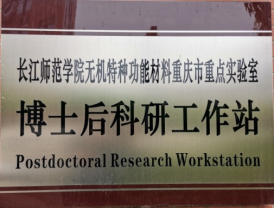 长江师范学院无机特种功能材料重庆市重点实验室
博士后科研工作站
Postdoctoral Research Workstation